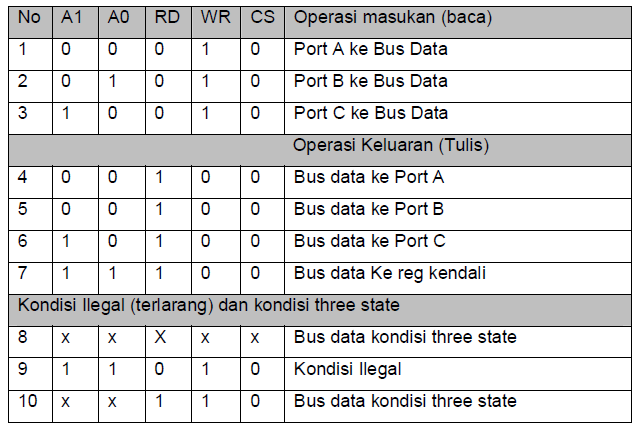 No A1 A0 RD WR CS Operasi masukan (baca)
1 0 0 0 1 0 Port A ke Bus Data
2 0 1 0 1 0 Port B ke Bus Data
3 1 0 0 1 0 Port C ke Bus Data
Operasi Keluaran (Tulis)
4 0 0 1 0 0 Bus data ke Port A
5 0 0 1 0 0 Bus data ke Port B
6 1 0 1 0 0 Bus data ke Port C
7 1 1 1 0 0 Bus data Ke reg kendali
Kondisi Ilegal (terlarang) dan kondisi three state
8 x x X x x Bus data kondisi three state
9 1 1 0 1 0 Kondisi Ilegal
10 x x 1 1 0 Bus data kondisi three state